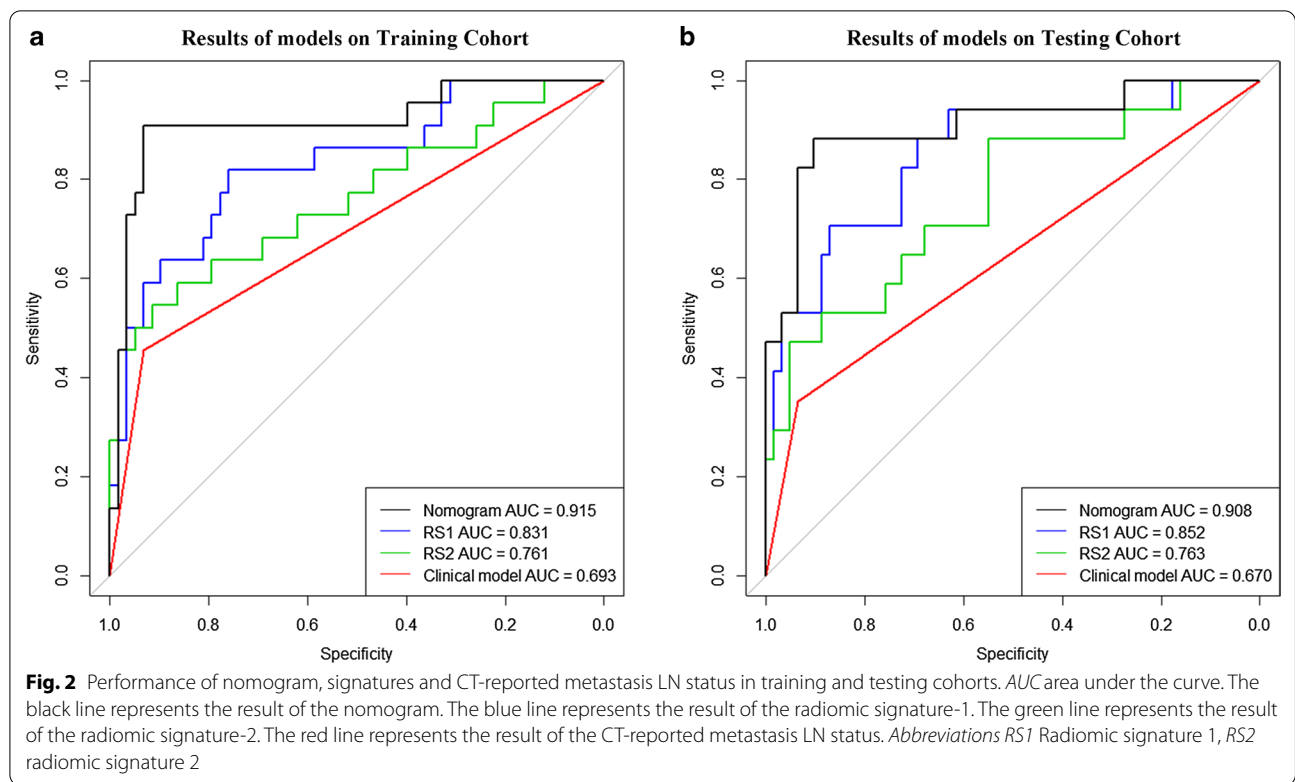 a
Results of models on Training Cohort
Sensitivity
1.0
0.8
0.6
0.4
0.2
0.0
Nomogram AUC = 0.915
RS1 AUC = 0.831
RS2 AUC = 0.761
Clinical model AUC = 0.693
1.0 0.8 0.6 0.4 0.2 0.0
Specificity
b
Results of models on Testing Cohort
Sensitivity
1.0
0.8
0.6
0.4
0.2
0.0
Nomogram AUC = 0.908
RS1 AUC = 0.852
RS2 AUC = 0.763
Clinical model AUC = 0.670
1.0 0.8 0.6 0.4 0.2 0.0
Specificity
Fig. 2 Performance of nomogram, signatures and CT-reported metastasis LN status in training and testing cohorts. AUC area under the curve. The
black line represents the result of the nomogram. The blue line represents the result of the radiomic signature-1. The green line represents the result
of the radiomic signature-2. The red line represents the result of the CT-reported metastasis LN status. Abbreviations RS1 Radiomic signature 1, RS2
radiomic signature 2